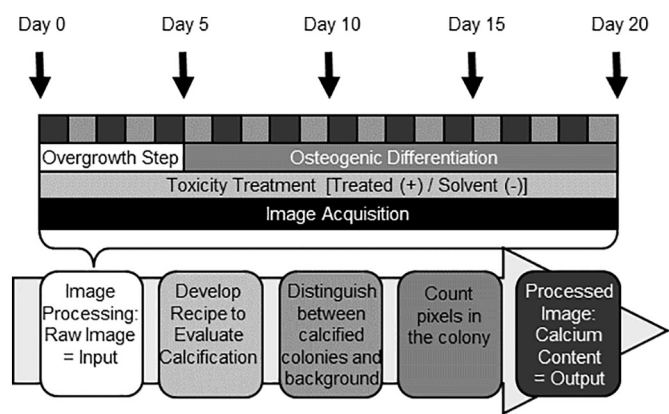 Day 0 Day 5 Day 10 Day 15 Day 20
Overgrowth Step Osteogenic Differentiation
Toxicity Treatment [Treated (+) / Solvent (-)]
Image Acquisition
Image
Processing:
Raw Image
= Input
Develop
Recipe to
Evaluate
Calcification
Distinguish
between
calcified
colonies and
background
Count
pixels in
the colony
Processed
Image:
Calcium
Content
= Output